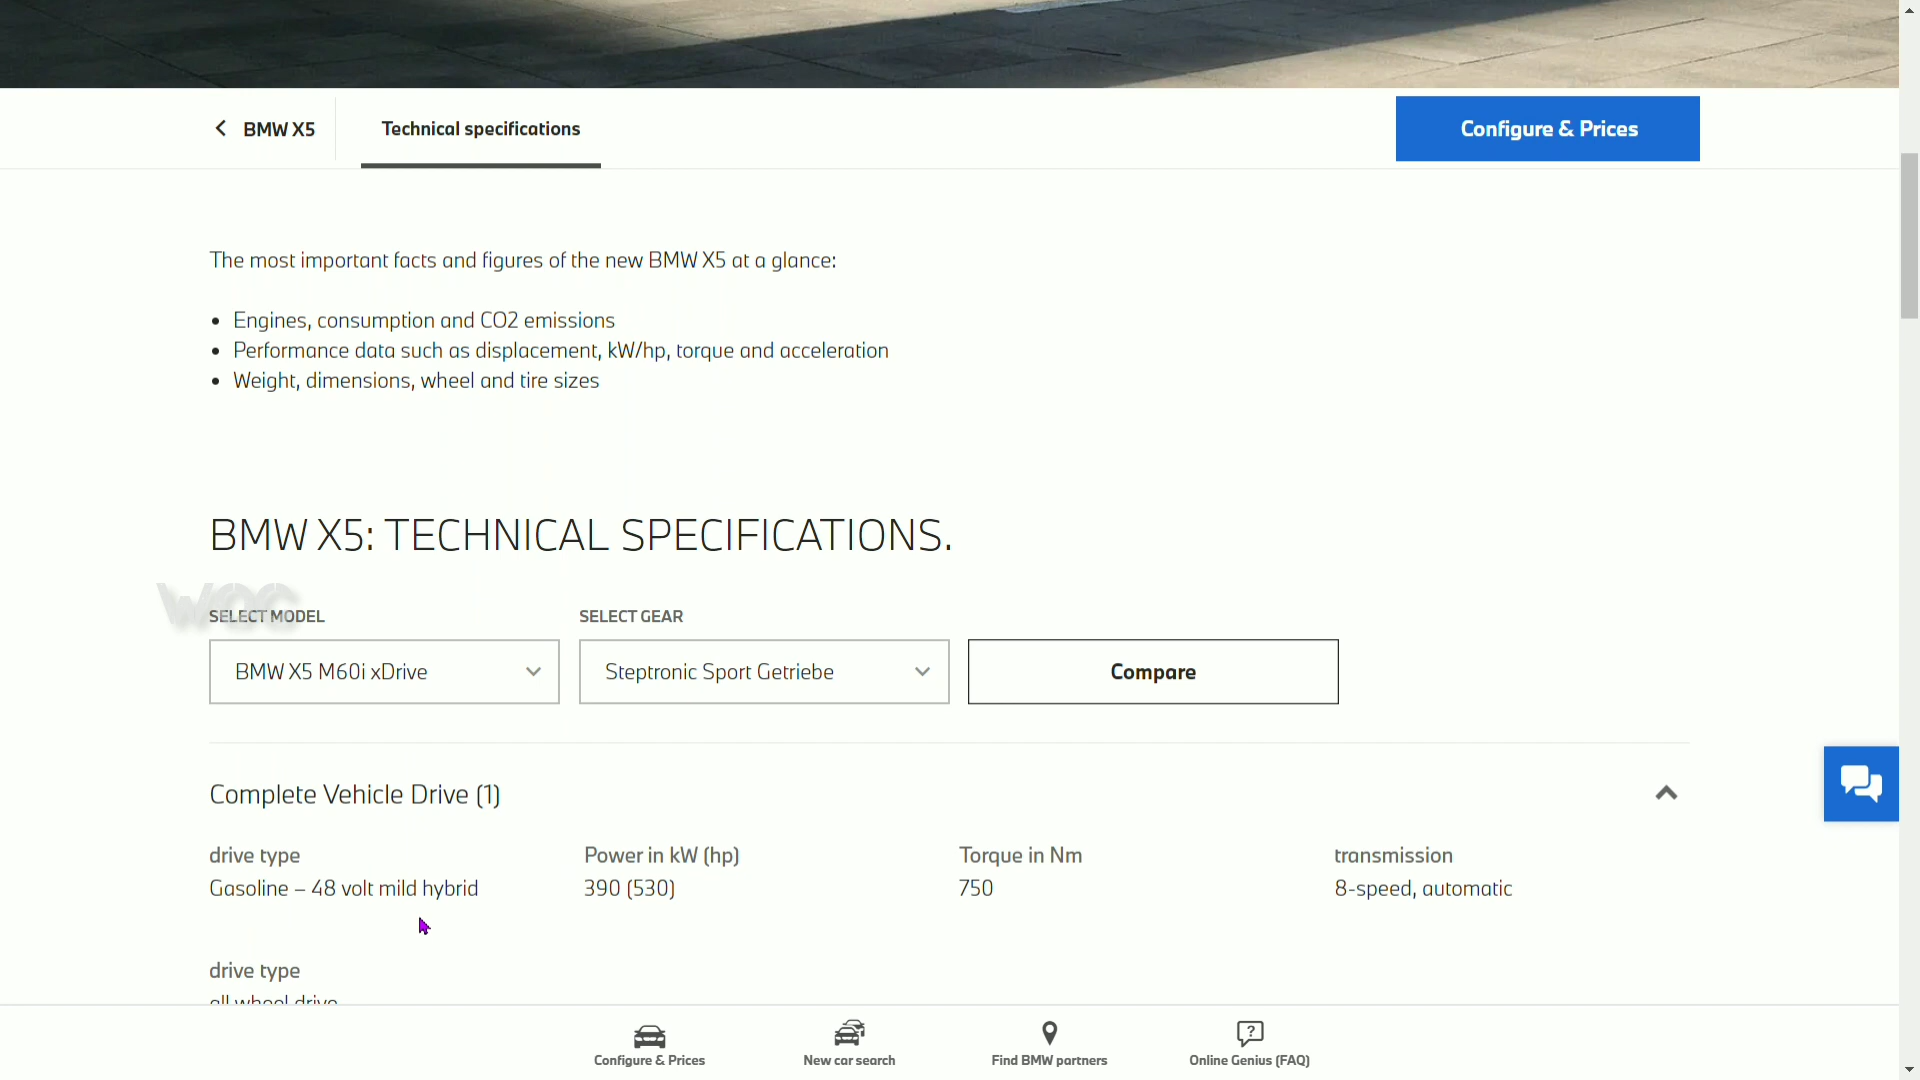 BMW X5
Technical specifications
Configure & Prices
The most important facts and figures of the new BMW X5 at a glance:
Engines, consumption and CO2 emissions
Performance data such as displacement, kW/hp, torque and acceleration
Weight, dimensions, wheel and tire sizes
BMW X5: TECHNICAL SPECIFICATIONS.
WOC
SELECT MODEL
SELECT GEAR
BMW X5 M60i xDrive
Steptronic Sport Getriebe
Compare
Complete Vehicle Drive (1)
drive type
Power in kW (hp)
Torque in Nm
transmission
Gasoline – 48 volt mild hybrid
390 (530)
750
8-speed, automatic
drive type
all wheel drive
Configure & Prices
New car search
Find BMW partners
Online Genius (FAQ)